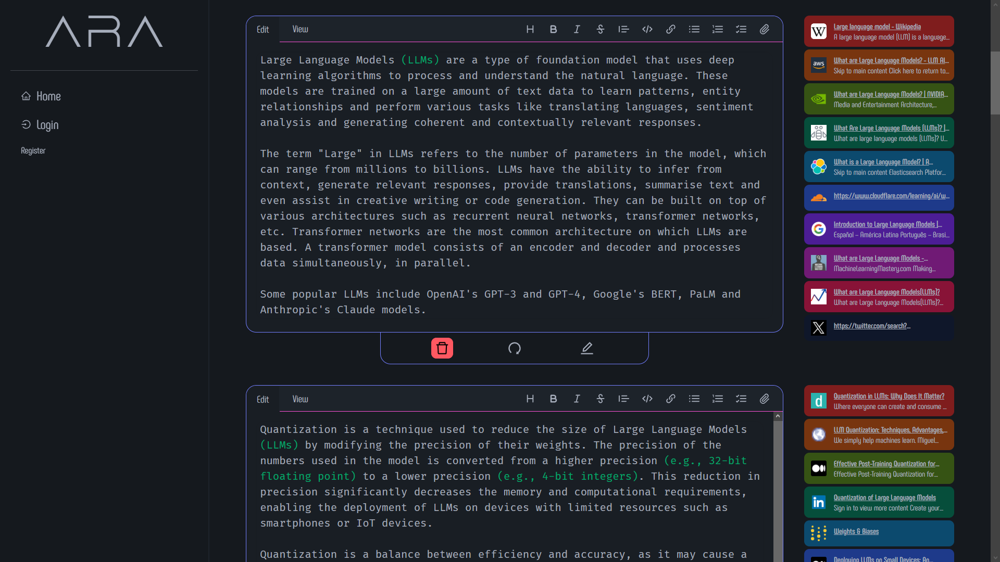 ARA
Home
Login
Register
Edit
View
Large Language Models (LLMs) are a type of foundation model that uses deep
learning algorithms to process and understand the natural language. These
models are trained on a large amount of text data to learn patterns, entity
relationships and perform various tasks like translating languages, sentiment
analysis and generating coherent and contextually relevant responses.
The term "Large" in LLMs refers to the number of parameters in the model, which
can range from millions to billions. LLMs have the ability to infer from
context, generate relevant responses, provide translations, summarise text and
even assist in creative writing or code generation. They can be built on top of
various architectures such as recurrent neural networks, transformer networks,
etc. Transformer networks are the most common architecture on which LLMs are
based. A transformer model consists of an encoder and decoder and processes
data simultaneously, in parallel.
Some popular LLMs include OpenAI's GPT-3 and GPT-4, Google's BERT, PaLM and
Anthropic's Claude models.
W
Large language model - Wikipedia
A large language model (LLM) is a language...
aws
What are Large Language Models? - LLM AI...
Skip to main content Click here to return to...
What are Large Language Models? | NVIDIA...
Media and Entertainment Architecture,...
What Are Large Language Models (LLMs)? |...
What are large language models (LLMs)? U...
What is a Large Language Model? | A...
Skip to main content Elasticsearch Platfor...
https://www.cloudflare.com/learning/ai/w...
G
Introduction to Large Language Models |...
Español – América Latina Português – Brasi...
What are Large Language Models -...
MachineLearningMastery.com Making...
What are Large Language Models(LLMs)?
What are Large Language Models(LLMs)?...
X
https://twitter.com/search?...
Edit
View
Quantization is a technique used to reduce the size of Large Language Models
(LLMs) by modifying the precision of their weights. The precision of the
numbers used in the model is converted from a higher precision (e.g., 32-bit
floating point) to a lower precision (e.g., 4-bit integers). This reduction in
precision significantly decreases the memory and computational requirements,
enabling the deployment of LLMs on devices with limited resources such as
smartphones or IoT devices.
Quantization is a balance between efficiency and accuracy, as it may cause a
d
Quantization in LLMs: Why Does It Matter?
Where everyone can create and consume ...
LLM Quantization: Techniques, Advantages,...
We simply help machines learn. Miguel...
Effective Post-Training Quantization for...
Effective Post-Training Quantization for...
in
Quantization of Large Language Models
Sign in to view more content Create your...
Weights & Biases
Deploying LLMs on Small Devices: An...